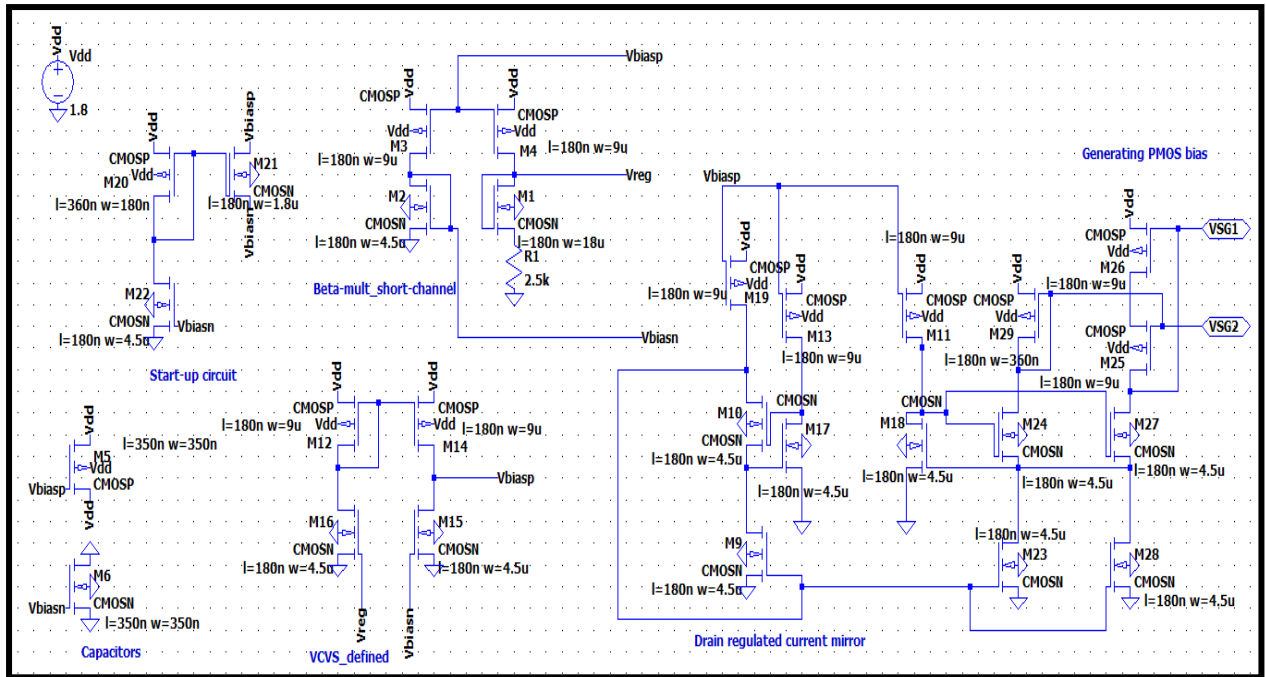 Vdd
Vdd
1.8
Vdd
CMOSP
Vdd
M20
l=360n w=180n
Vbiasp
M21
CMOSN
l=180n w=1.8u
Vbiasn
M22
CMOSN
l=180n w=4.5u
Vbiasn
Start-up circuit
Vbiasp
Vdd
CMOSP
Vdd
M3
l=180n w=9u
Vdd
CMOSP
Vdd
M4
l=180n w=9u
Vreg
M2
CMOSN
l=180n w=4.5u
M1
CMOSN
l=180n w=18u
R1
2.5k
Beta-mult_short-channel
Vbiasn
Vdd
l=350n w=350n
M5
Vdd
Vbiasp
CMOSP
Vdd
M6
Vbiasn
CMOSN
l=350n w=350n
Capacitors
Vdd
CMOSP
l=180n w=9u
Vdd
M12
Vdd
CMOSP
Vdd
l=180n w=9u
M14
Vbiasp
M16
CMOSN
l=180n w=4.5u
M15
CMOSN
l=180n w=4.5u
Vreg
Vbiasn
VCVS_defined
Generating PMOS bias
Vbiasp
Vdd
CMOSP
Vdd
l=180n w=9u
M19
Vdd
CMOSP
Vdd
M13
l=180n w=9u
l=180n w=9u
Vdd
CMOSP
Vdd
M11
Vdd
CMOSP
Vdd
M29
l=180n w=360n
Vdd
CMOSP
Vdd
M26
l=180n w=9u
VSG1
VSG2
CMOSP
Vdd
M25
l=180n w=9u
M10
CMOSN
l=180n w=4.5u
CMOSN
M17
l=180n w=4.5u
CMOSN
M18
l=180n w=4.5u
M24
CMOSN
l=180n w=4.5u
M27
CMOSN
l=180n w=4.5u
M9
CMOSN
l=180n w=4.5u
l=180n w=4.5u
M23
CMOSN
M28
CMOSN
l=180n w=4.5u
Drain regulated current mirror